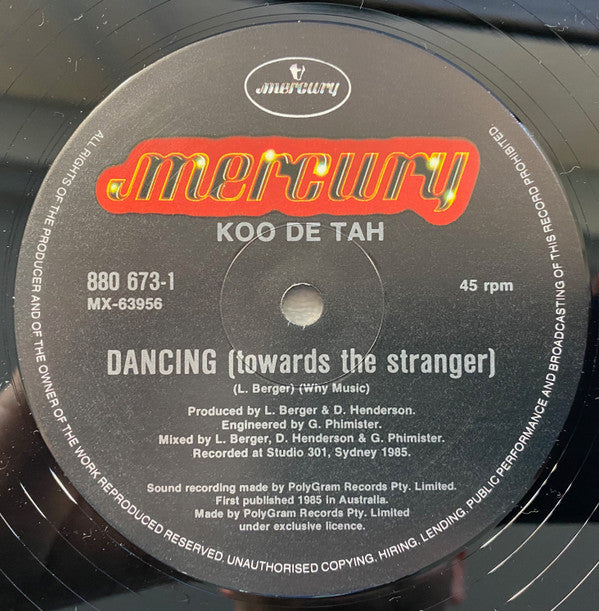 mercury
mercury
KOO DE TAH
880 673-1
MX-63956
45 rpm
DANCING (towards the stranger)
(L. Berger) (Why Music)
Produced by L. Berger & D. Henderson.
Engineered by G. Phimister.
Mixed by L. Berger, D. Henderson & G. Phimister.
Recorded at Studio 301, Sydney 1985.
Sound recording made by PolyGram Records Pty. Limited.
First published 1985 in Australia.
Made by PolyGram Records Pty. Limited
under exclusive licence.
ALL RIGHTS OF THE PRODUCER AND OF THE OWNER OF THE WORK REPRODUCED RESERVED. UNAUTHORISED COPYING, HIRING, LENDING, PUBLIC PERFORMANCE AND BROADCASTING OF THIS RECORD PROHIBITED.